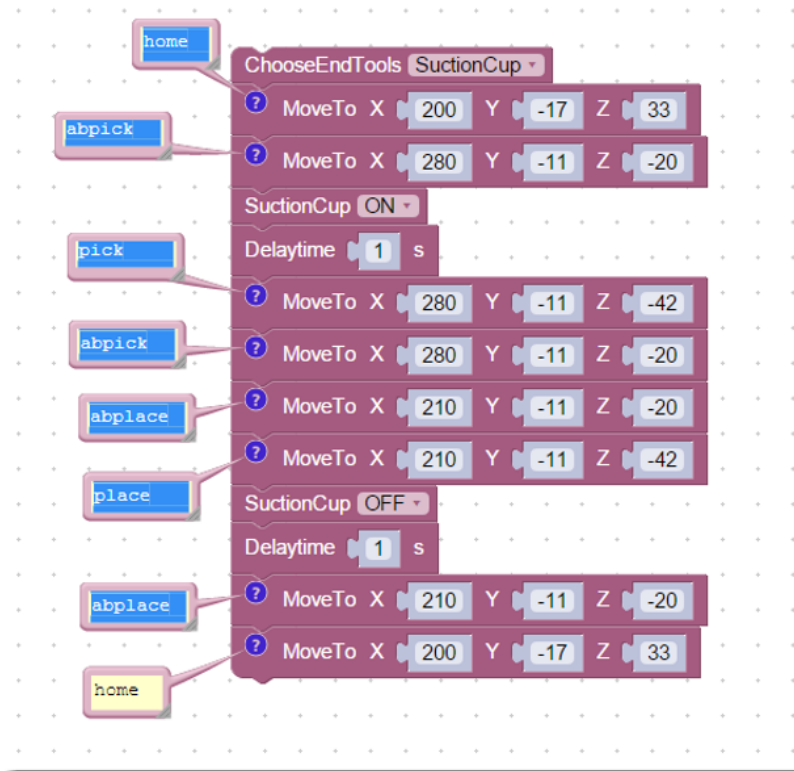 home
ChooseEndTools SuctionCup
? MoveTo X 200 Y -17 Z 33
abpick
? MoveTo X 280 Y -11 Z -20
SuctionCup ON
Delaytime 1 s
pick
? MoveTo X 280 Y -11 Z -42
abpick
? MoveTo X 280 Y -11 Z -20
abplace
? MoveTo X 210 Y -11 Z -20
place
? MoveTo X 210 Y -11 Z -42
SuctionCup OFF
Delaytime 1 s
abplace
? MoveTo X 210 Y -11 Z -20
home
? MoveTo X 200 Y -17 Z 33